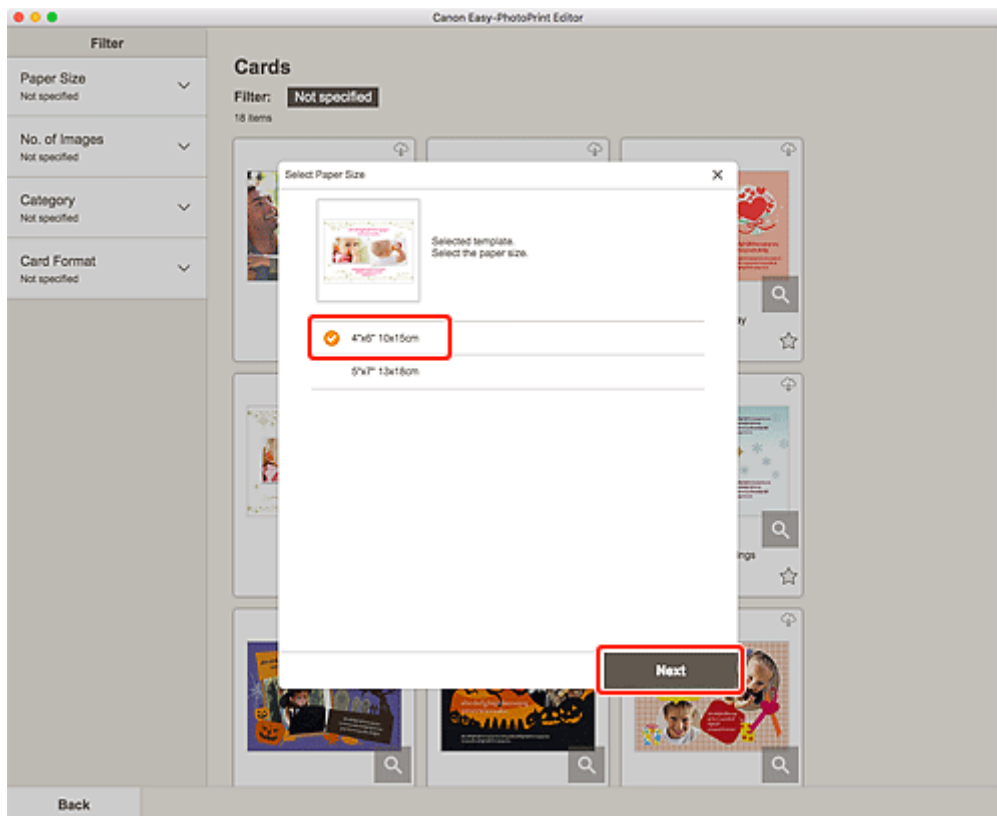 Canon Easy-PhotoPrint Editor
Filter
Paper Size
Not specified
No. of Images
Not specified
Category
Not specified
Card Format
Not specified
Cards
Filter: Not specified
18 items
Select Paper Size
Selected template.
Select the paper size.
4"x6" 10x15cm
5"x7" 13x18cm
Next
Back